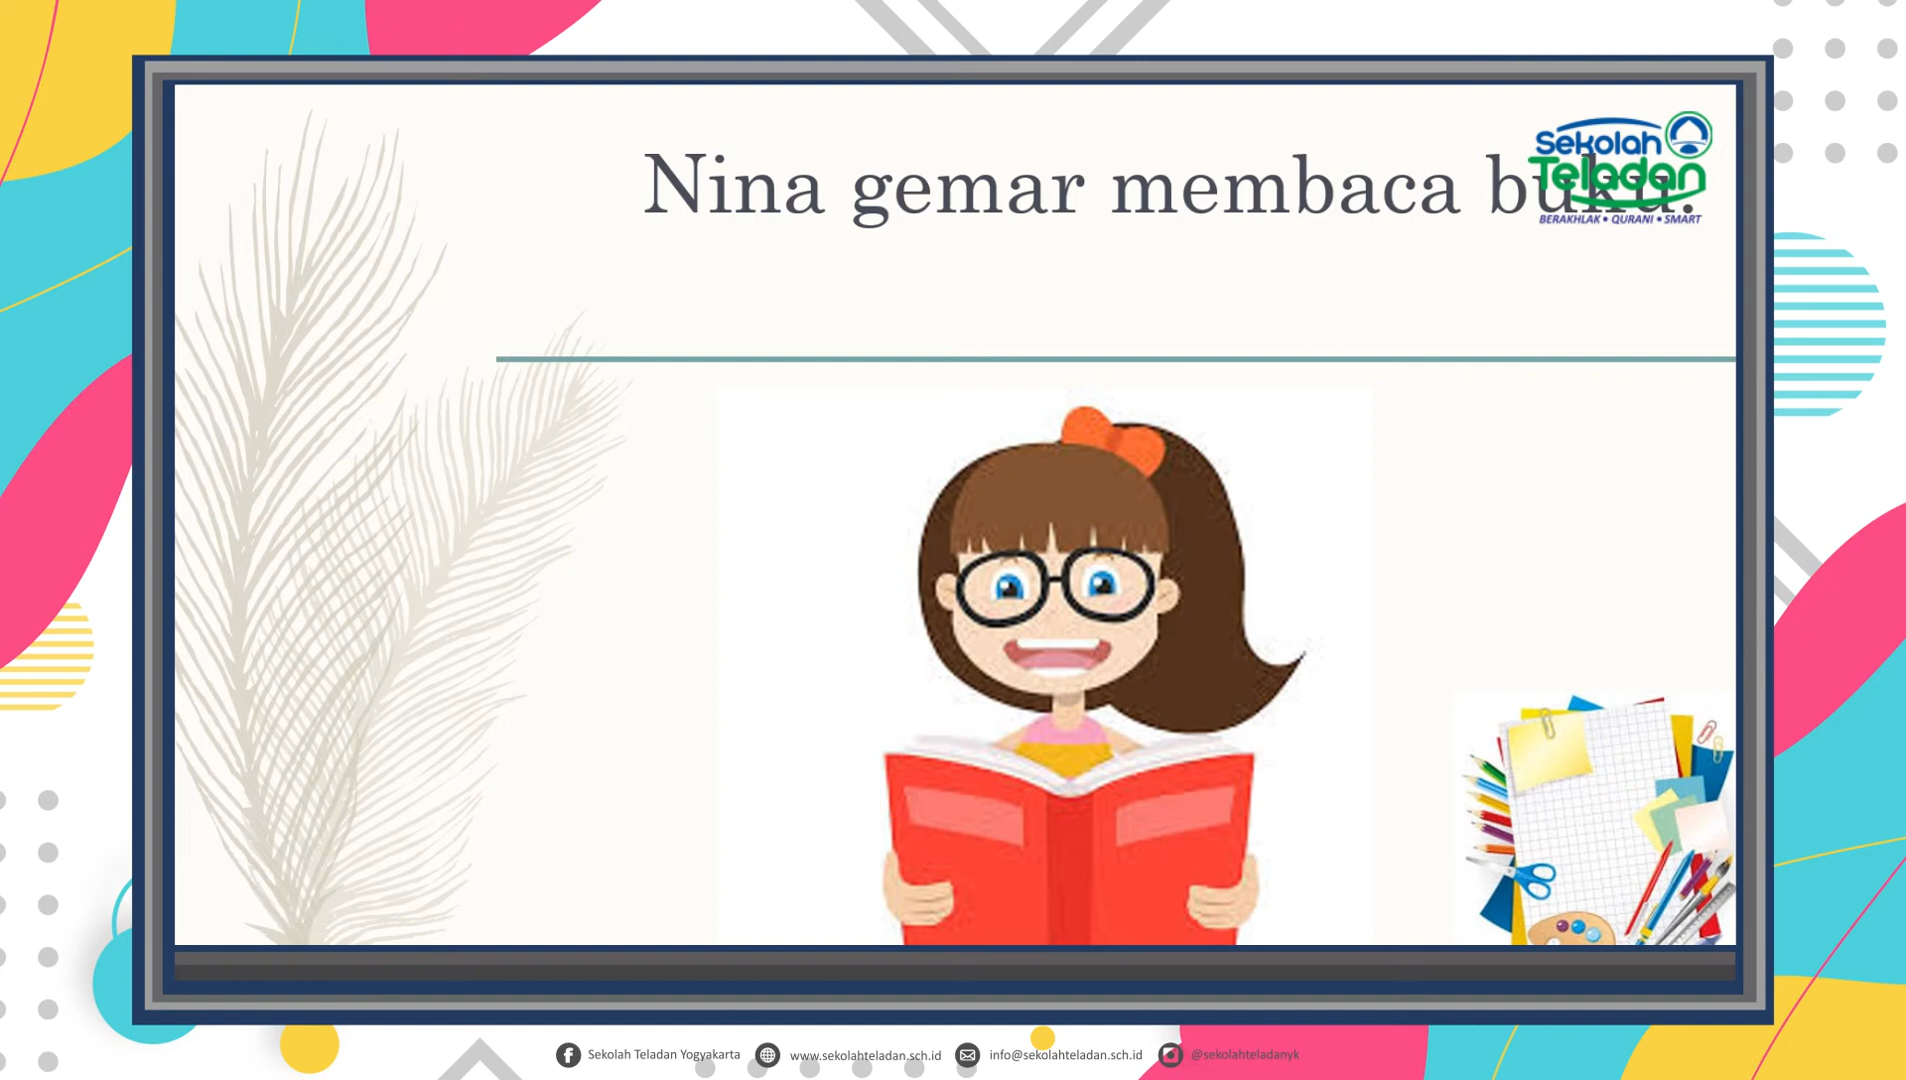 Nina gemar membaca buku.
Sekolah
Teladan
BERAKHLAK • QURANI • SMART
Sekolah Teladan Yogyakarta www.sekolahteladan.sch.id info@sekolahteladan.sch.id @sekolahteladanyk